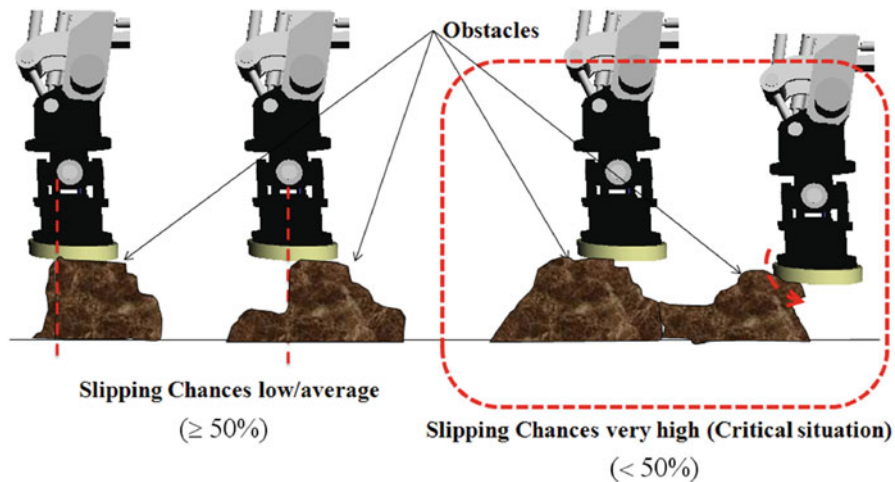 Obstacles
Slipping Chances low/average
(≥ 50%)
Slipping Chances very high (Critical situation)
(< 50%)